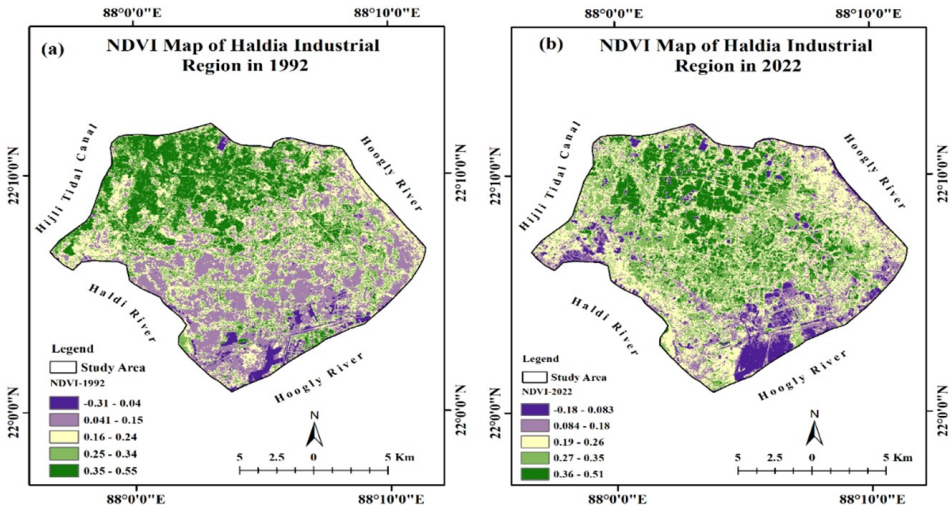 88°0'0"E
88°10'0"E
(a)
NDVI Map of Haldia Industrial
Region in 1992
Hijli Tidal Canal
Hoogly River
22°10'0"N
22°10'0"N
Haldi River
Hoogly River
22°0'0"N
22°0'0"N
Legend
Study Area
NDVI-1992
-0.31 - 0.04
0.041 - 0.15
0.16 - 0.24
0.25 - 0.34
0.35 - 0.55
N
5 2.5 0 5 Km
88°0'0"E
88°10'0"E
88°0'0"E
88°10'0"E
(b)
NDVI Map of Haldia Industrial
Region in 2022
Hijli Tidal Canal
Hoogly River
22°10'0"N
22°10'0"N
Haldi River
Hoogly River
22°0'0"N
22°0'0"N
Legend
Study Area
NDVI-2022
-0.18 - 0.083
0.084 - 0.18
0.19 - 0.26
0.27 - 0.35
0.36 - 0.51
N
5 2.5 0 5 Km
88°0'0"E
88°10'0"E